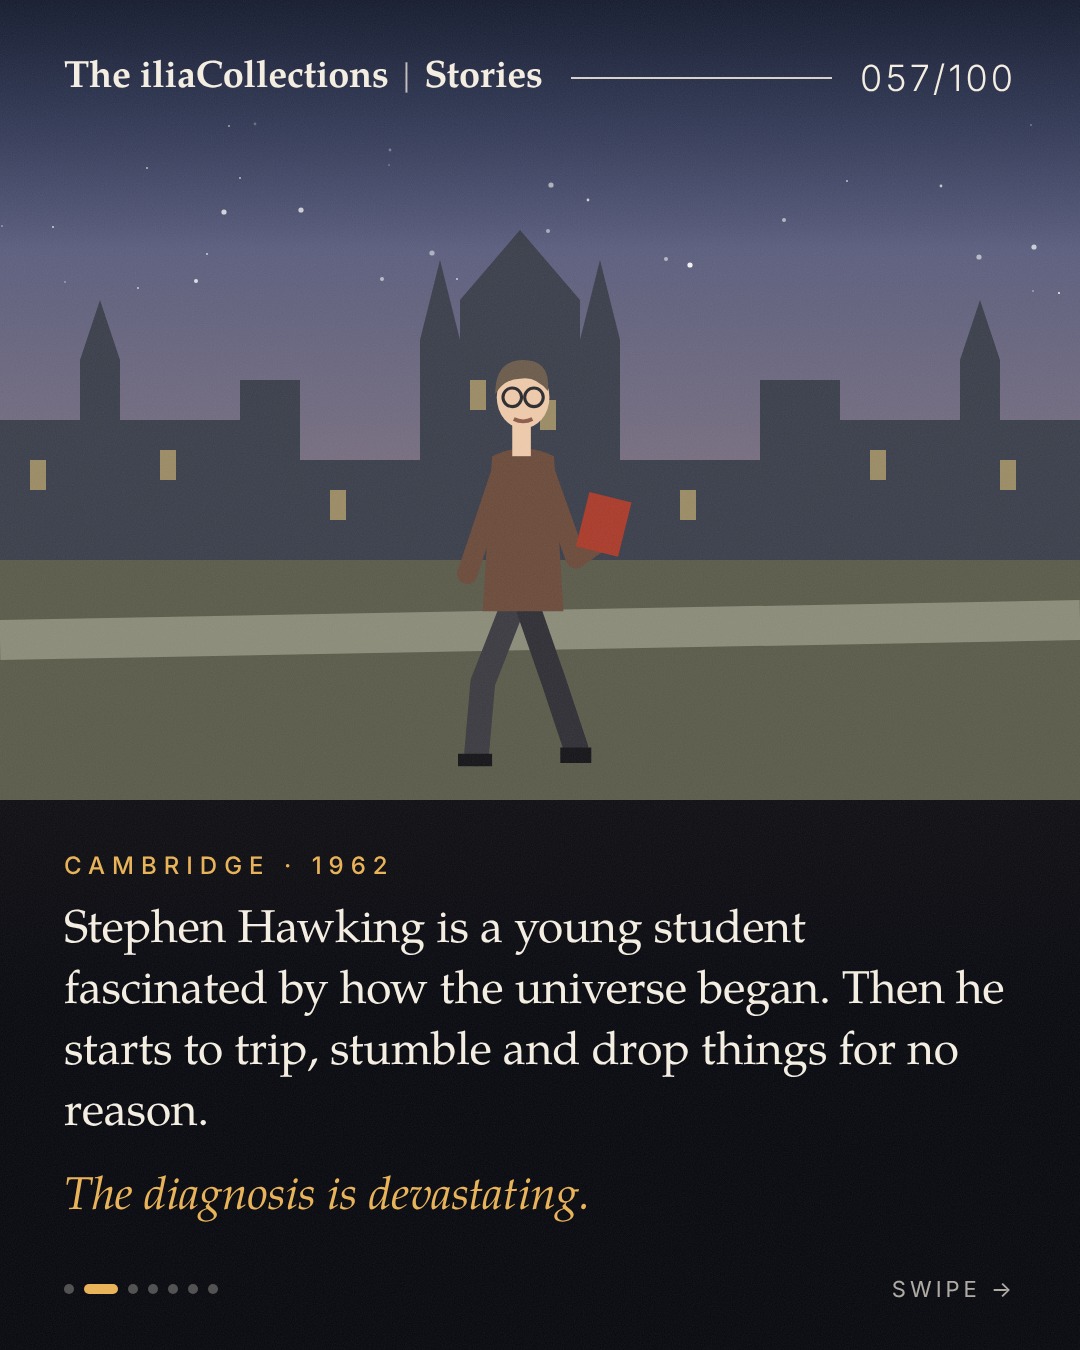 The iliaCollections | Stories
057/100
CAMBRIDGE · 1962
Stephen Hawking is a young student
fascinated by how the universe began. Then he
starts to trip, stumble and drop things for no
reason.
The diagnosis is devastating.
SWIPE →